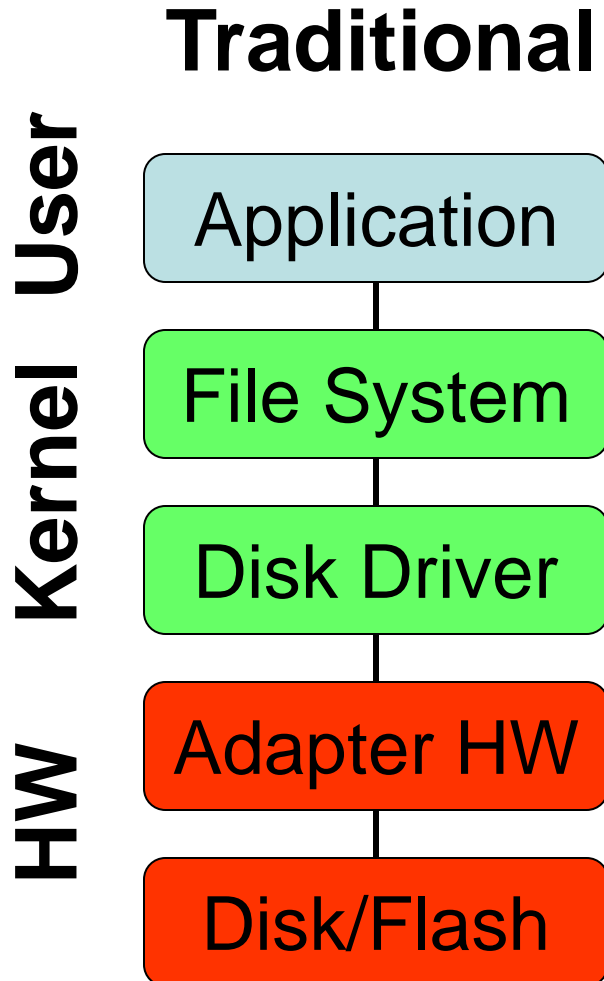 Traditional
User
Application
Kernel
File System
Disk Driver
HW
Adapter HW
Disk/Flash